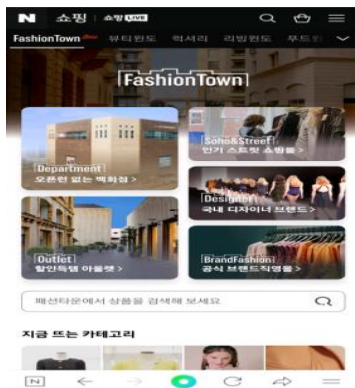 N 쇼핑 쇼핑LIVE
FashionTown 뷰티윈도 럭셔리 리빙윈도 푸드윈
FashionTown
Department
오픈런 없는 백화점 >
Soho&Street
인기 스트릿 쇼핑몰 >
Designer
국내 디자이너 브랜드 >
Outlet
할인득템 아울렛 >
BrandFashion
공식 브랜드직영몰 >
패션타운에서 상품을 검색해 보세요
지금 뜨는 카테고리
N